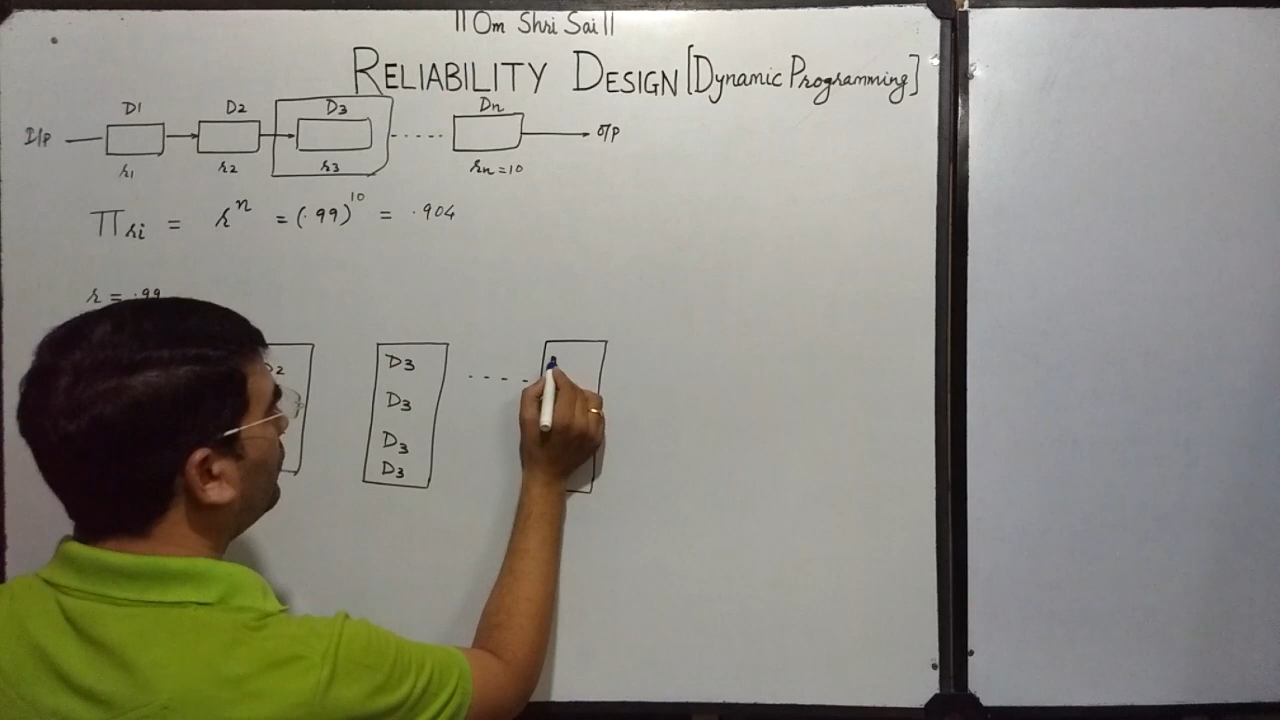 || Om Shri Sai ||
RELIABILITY DESIGN [Dynamic Programming]
D1 D2 D3 Dn
I/p ..... O/p
r1 r2 r3 rn=10
∏ri = r^n = (.99)^10 = .904
r = .99
D2 D3 ....
D3
D3
D3